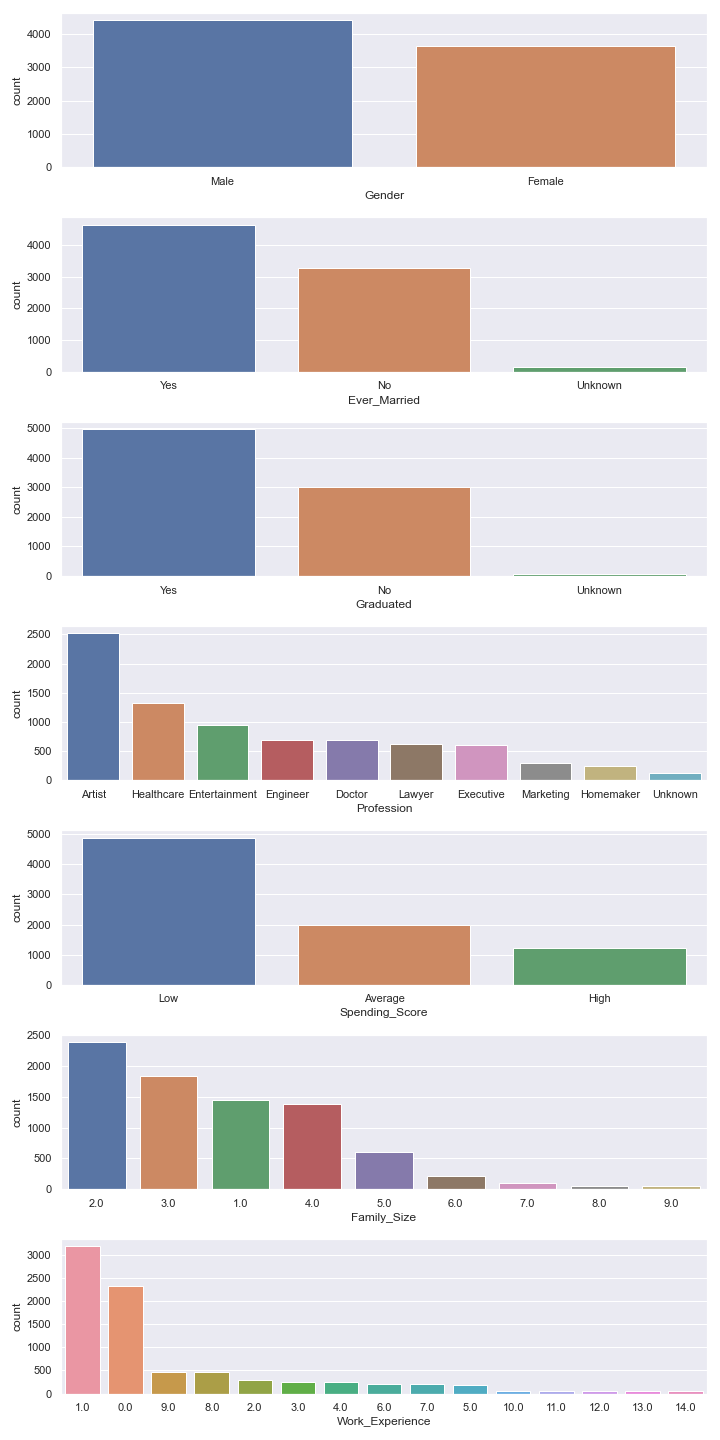 4000
3000
2000
1000
0
count
Male Female
Gender
4000
3000
2000
1000
0
count
Yes No Unknown
Ever_Married
5000
4000
3000
2000
1000
0
count
Yes No Unknown
Graduated
2500
2000
1500
1000
500
0
count
Artist Healthcare Entertainment Engineer Doctor Lawyer Executive Marketing Homemaker Unknown
Profession
5000
4000
3000
2000
1000
0
count
Low Average High
Spending_Score
2500
2000
1500
1000
500
0
count
2.0 3.0 1.0 4.0 5.0 6.0 7.0 8.0 9.0
Family_Size
3000
2500
2000
1500
1000
500
0
count
1.0 0.0 9.0 8.0 2.0 3.0 4.0 6.0 7.0 5.0 10.0 11.0 12.0 13.0 14.0
Work_Experience